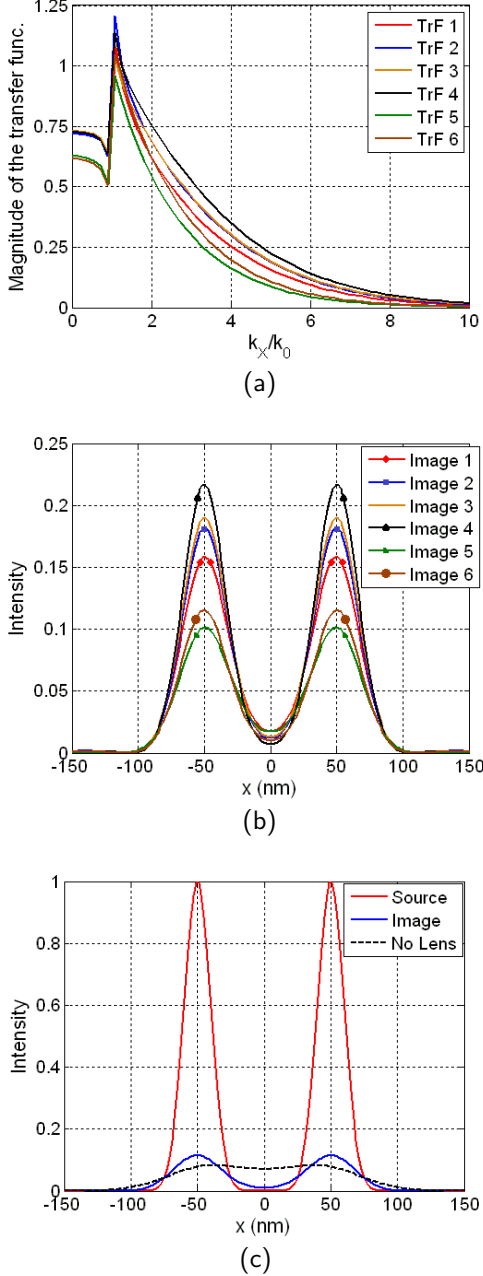 1.25
1
0.75
0.5
0.25
0
Magnitude of the transfer func.
TrF 1
TrF 2
TrF 3
TrF 4
TrF 5
TrF 6
0 2 4 6 8 10
k_X/k_0
(a)
0.25
0.2
0.15
0.1
0.05
0
Intensity
Image 1
Image 2
Image 3
Image 4
Image 5
Image 6
-150 -100 -50 0 50 100 150
x (nm)
(b)
1
0.8
0.6
0.4
0.2
0
Intensity
Source
Image
No Lens
-150 -100 -50 0 50 100 150
x (nm)
(c)